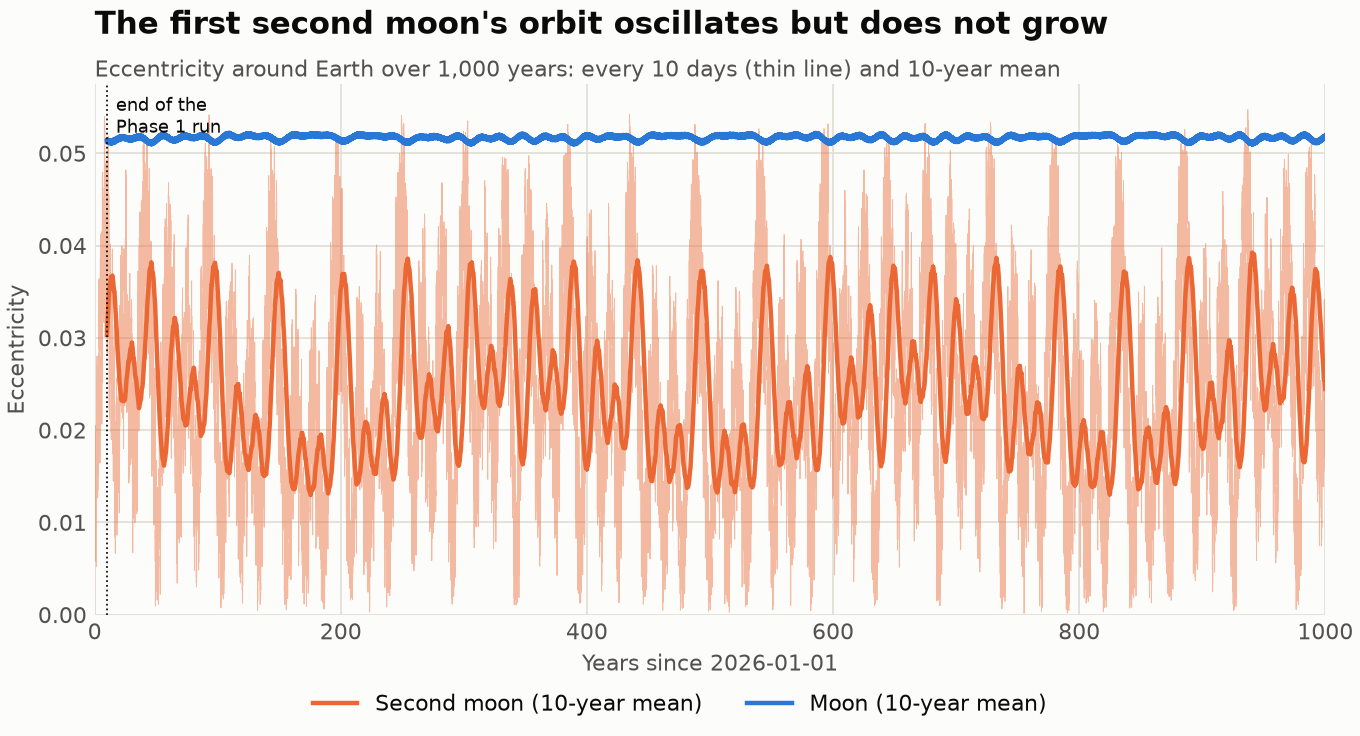 The first second moon's orbit oscillates but does not grow
Eccentricity around Earth over 1,000 years: every 10 days (thin line) and 10-year mean
end of the
Phase 1 run
Eccentricity
0.05
0.04
0.03
0.02
0.01
0.00
0 200 400 600 800 1000
Years since 2026-01-01
Second moon (10-year mean) Moon (10-year mean)